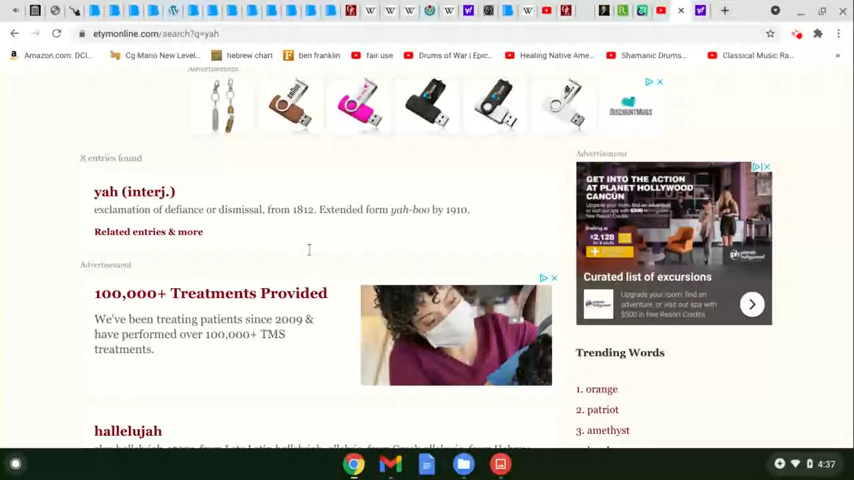 etymonline.com/search?q=yah
Amazon.com: DCI...
Cg Mario New Level...
hebrew chart
ben franklin
fair use
Drums of War | Epic...
Healing Native Ame...
Shamanic Drums...
Classical Music Ra...
»
Advertisement
DISCOUNTMUGS
8 entries found
yah (interj.)
exclamation of defiance or dismissal, from 1812. Extended form yah-boo by 1910.
Related entries & more
Advertisement
100,000+ Treatments Provided
We've been treating patients since 2009 &
have performed over 100,000+ TMS
treatments.
hallelujah
Advertisement
GET INTO THE ACTION
AT PLANET HOLLYWOOD
CANCÚN
$2,128
Curated list of excursions
Upgrade your room, find an
adventure, or visit our spa with
$500 in free Resort Credits
Trending Words
1. orange
2. patriot
3. amethyst
4:37